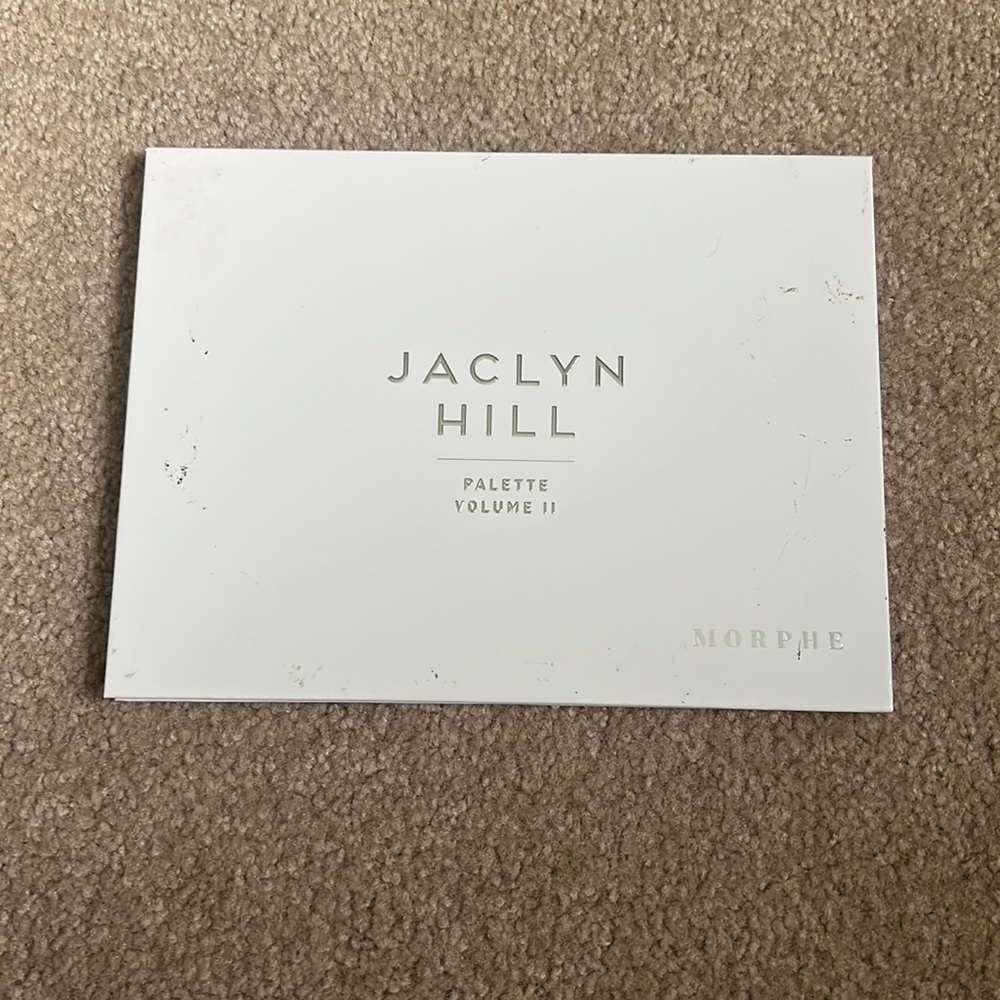 JACLYN
HILL
PALETTE
VOLUME II
MORPHE